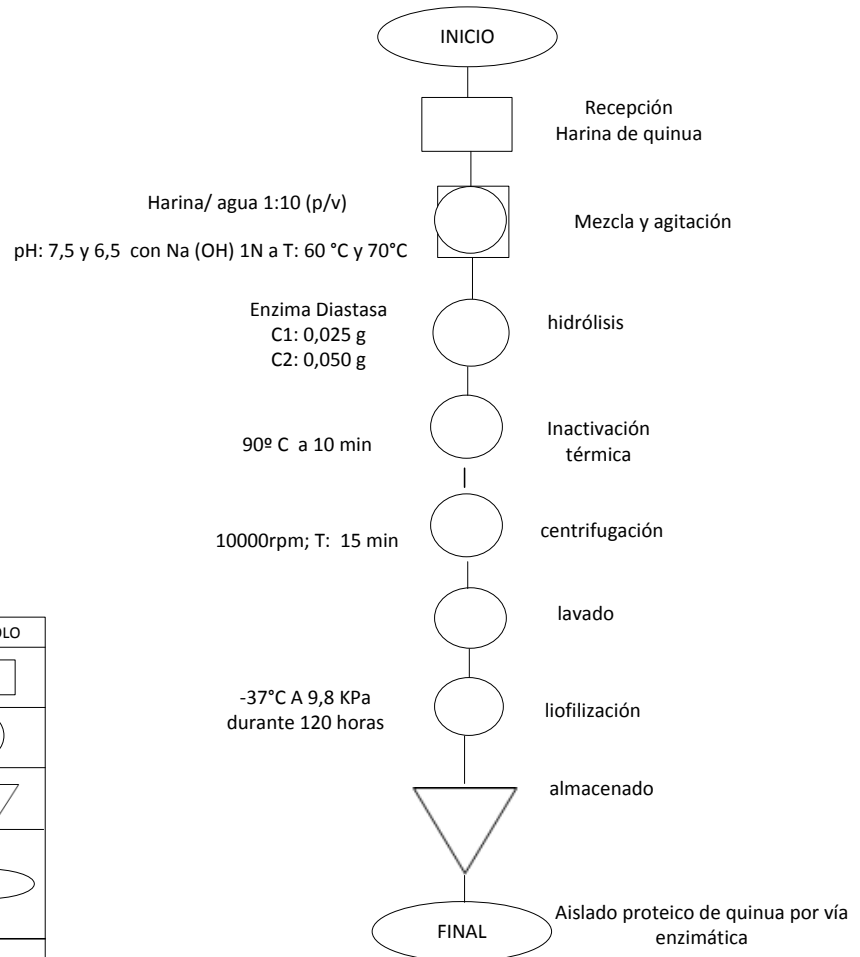 INICIO
Recepción
Harina de quinua
Harina/ agua 1:10 (p/v)
Mezcla y agitación
pH: 7,5 y 6,5 con Na (OH) 1N a T: 60 °C y 70°C
Enzima Diastasa
C1: 0,025 g
C2: 0,050 g
hidrólisis
90º C a 10 min
Inactivación
térmica
10000rpm; T: 15 min
centrifugación
lavado
-37°C A 9,8 KPa
durante 120 horas
liofilización
almacenado
FINAL
Aislado proteico de quinua por vía
enzimática